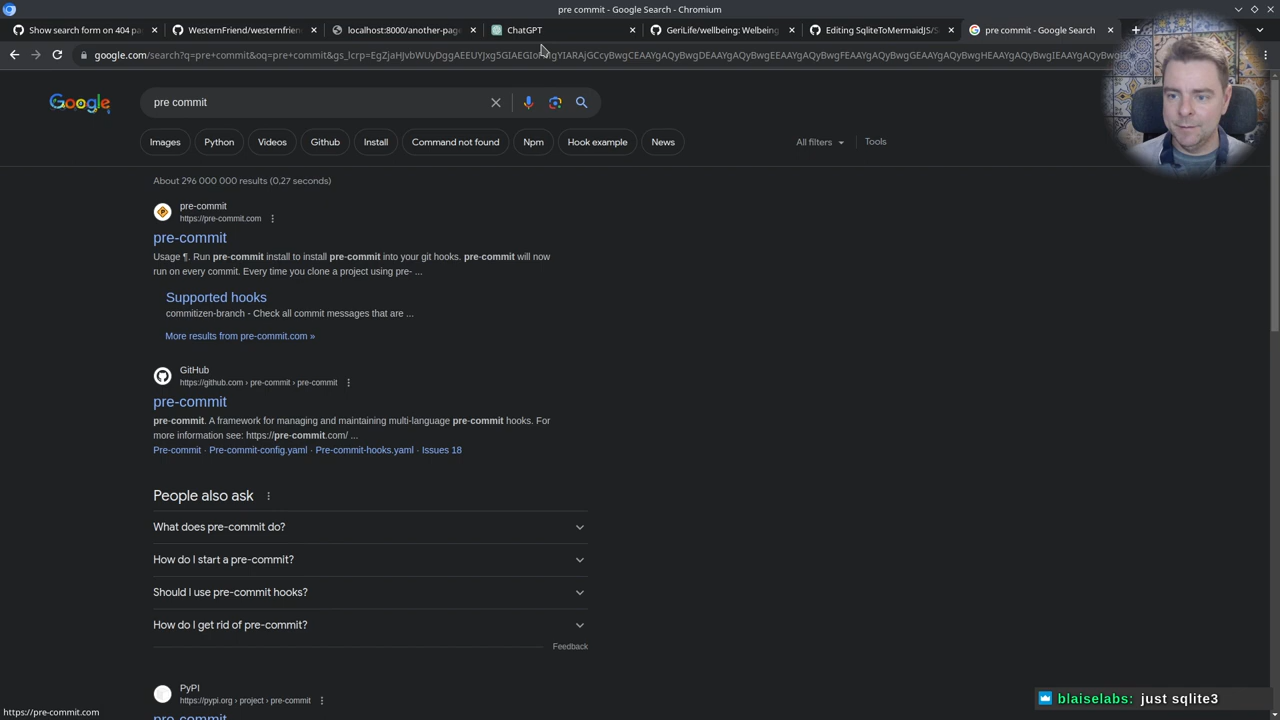 pre commit - Google Search - Chromium
Show search form on 404 pa
WesternFriend/westernfrien
localhost:8000/another-page
ChatGPT
GeriLife/wellbeing: Wellbeing
Editing SqliteToMermaidJS/S
pre commit - Google Search
Google
pre commit
Images
Python
Videos
Github
Install
Command not found
Npm
Hook example
News
All filters
Tools
About 296 000 000 results (0,27 seconds)
pre-commit
https://pre-commit.com
pre-commit
Usage ¶. Run pre-commit install to install pre-commit into your git hooks. pre-commit will now
run on every commit. Every time you clone a project using pre- ...
Supported hooks
commitizen-branch - Check all commit messages that are ...
More results from pre-commit.com »
GitHub
https://github.com › pre-commit › pre-commit
pre-commit
pre-commit. A framework for managing and maintaining multi-language pre-commit hooks. For
more information see: https://pre-commit.com/ ...
Pre-commit · Pre-commit-config.yaml · Pre-commit-hooks.yaml · Issues 18
People also ask
What does pre-commit do?
How do I start a pre-commit?
Should I use pre-commit hooks?
How do I get rid of pre-commit?
Feedback
PyPI
https://pypi.org › project › pre-commit
pre-commit
https://pre-commit.com
blaiselabs: just sqlite3